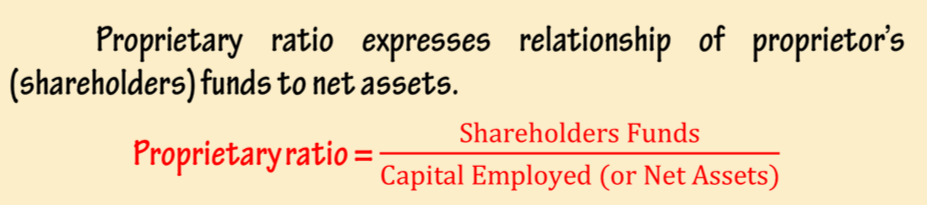 Proprietary ratio expresses relationship of proprietor's
(shareholders) funds to net assets.
Proprietary ratio = Shareholders Funds
Capital Employed (or Net Assets)